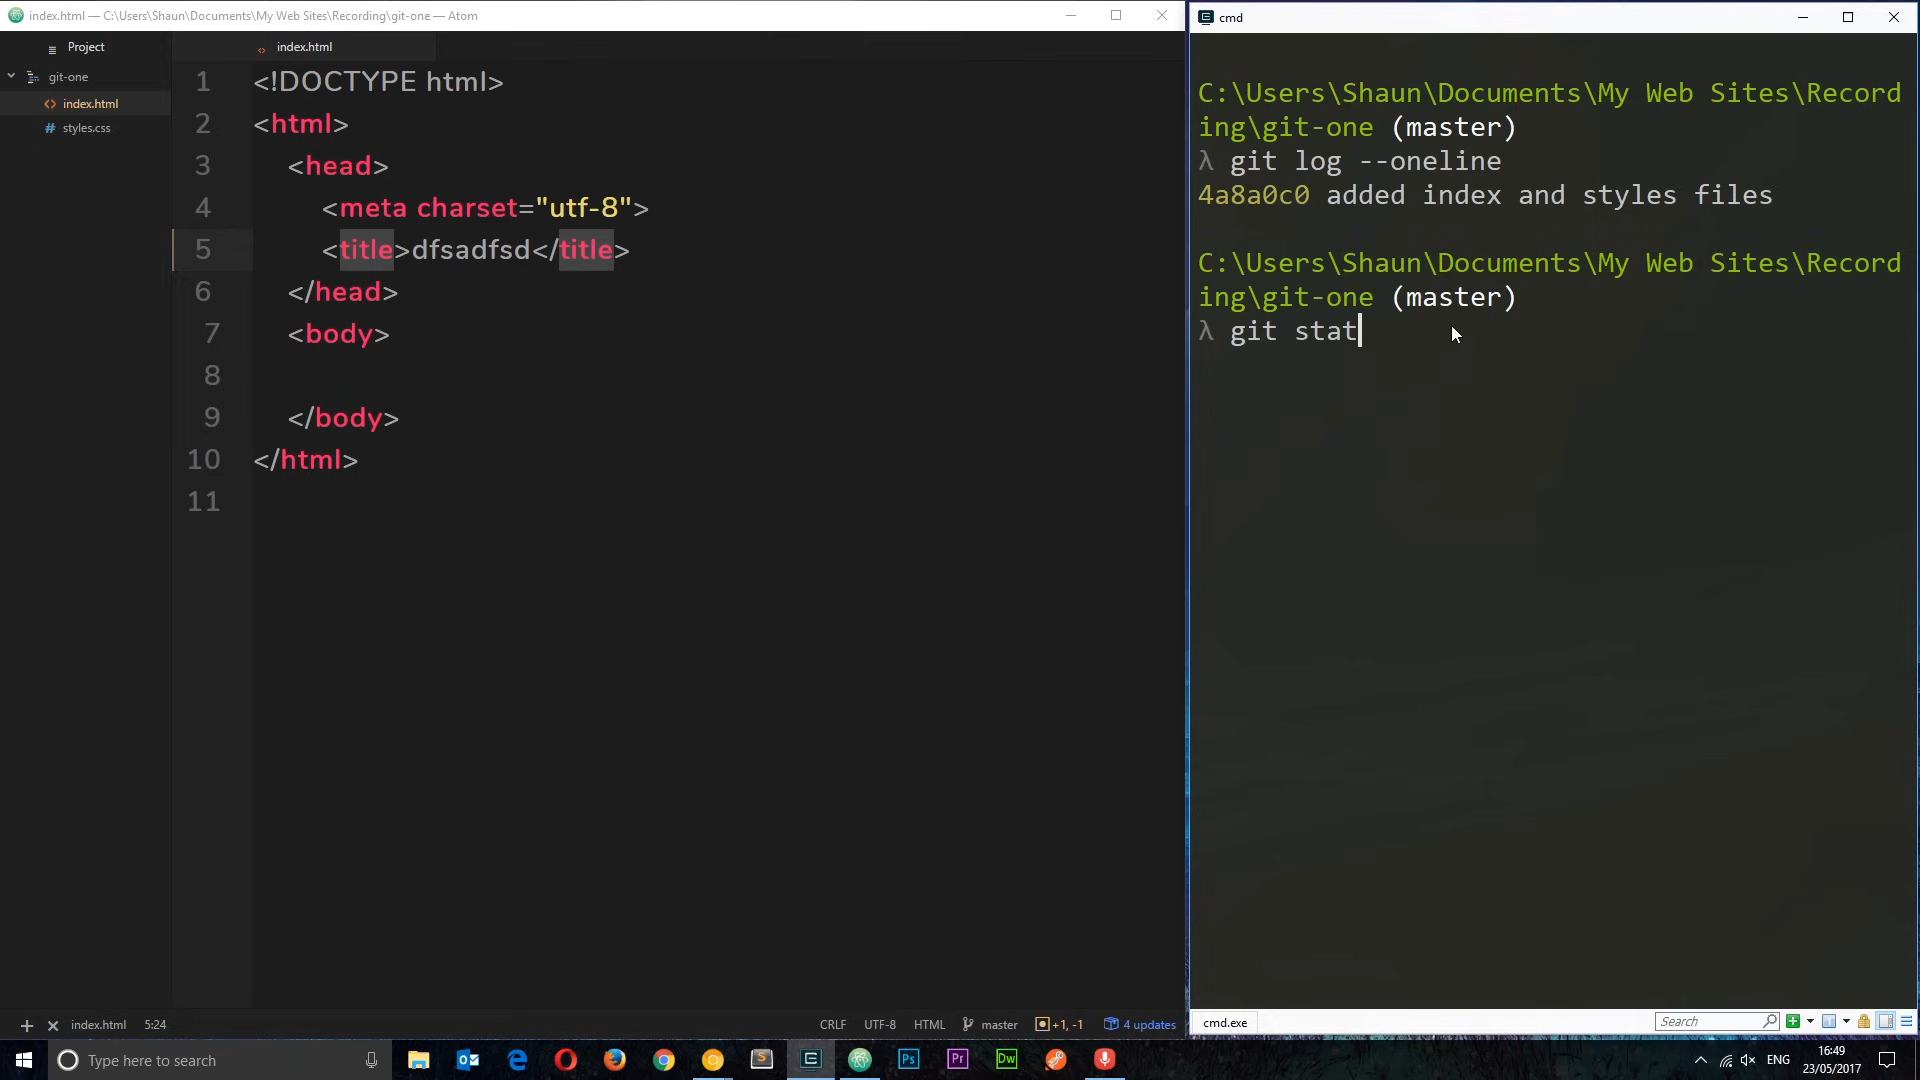 index.html — C:\Users\Shaun\Documents\My Web Sites\Recording\git-one — Atom
Project
git-one
index.html
styles.css
index.html
1 <!DOCTYPE html>
2 <html>
3 <head>
4 <meta charset="utf-8">
5 <title>dfsadfsd</title>
6 </head>
7 <body>
8
9 </body>
10 </html>
11
index.html 5:24
CRLF UTF-8 HTML master +1, -1 4 updates
cmd
C:\Users\Shaun\Documents\My Web Sites\Record
ing\git-one (master)
λ git log --oneline
4a8a0c0 added index and styles files
C:\Users\Shaun\Documents\My Web Sites\Record
ing\git-one (master)
λ git stat
cmd.exe
Search
Type here to search
S
Ps
Pr
Dw
ENG
16:49
23/05/2017